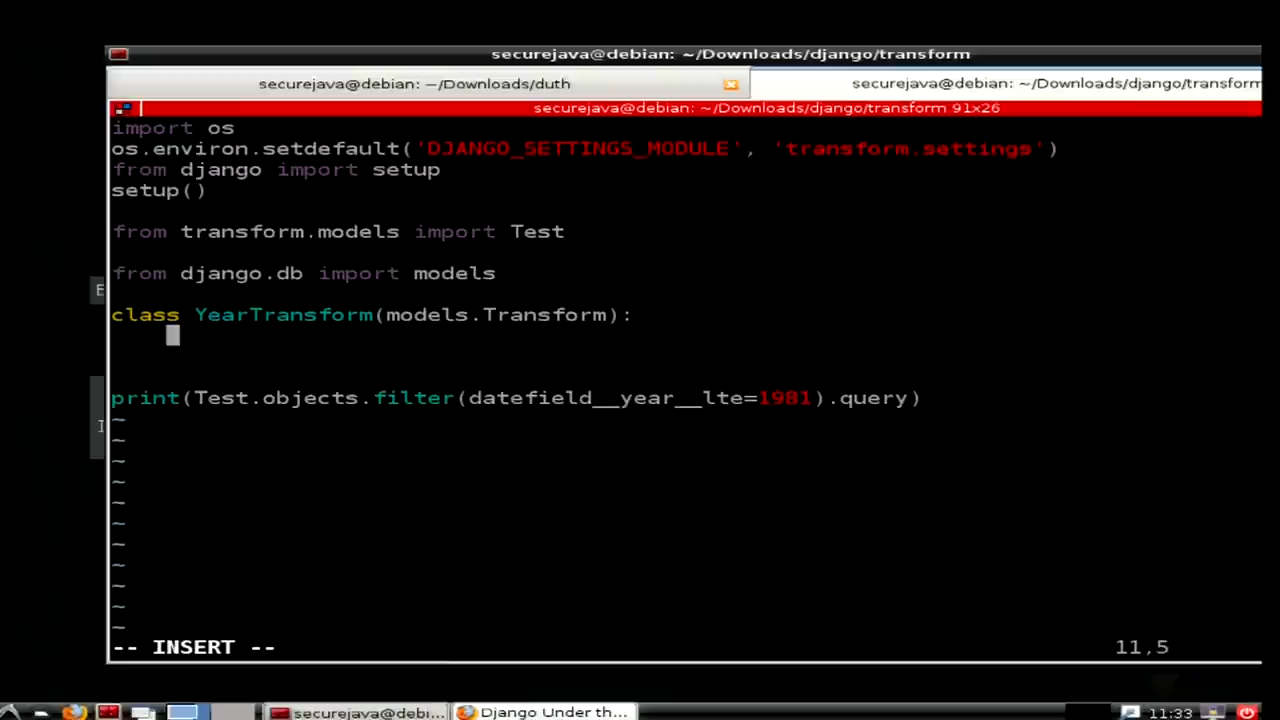 securejava@debian: ~/Downloads/django/transform
securejava@debian: ~/Downloads/duth
securejava@debian: ~/Downloads/django/transform
securejava@debian: ~/Downloads/django/transform 91x26
import os
os.environ.setdefault('DJANGO_SETTINGS_MODULE', 'transform.settings')
from django import setup
setup()
from transform.models import Test
from django.db import models
class YearTransform(models.Transform):
print(Test.objects.filter(datefield__year__lte=1981).query)
~
~
~
~
~
~
~
~
~
~
~
-- INSERT --
11,5
securejava@debi...
Django Under th...
11:33